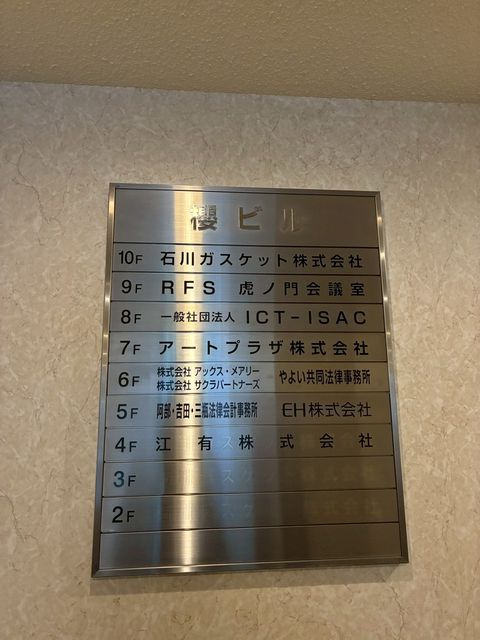 櫻ビル
10F 石川ガスケット株式会社
9F RFS 虎ノ門会議室
8F 一般社団法人 ICT-ISAC
7F アートプラザ株式会社
6F 株式会社 アックス・メアリー
株式会社 サクラパートナーズ やよい共同法律事務所
5F 阿部・吉田・三瓶法律会計事務所 EH株式会社
4F 江有株式会社
3F
2F